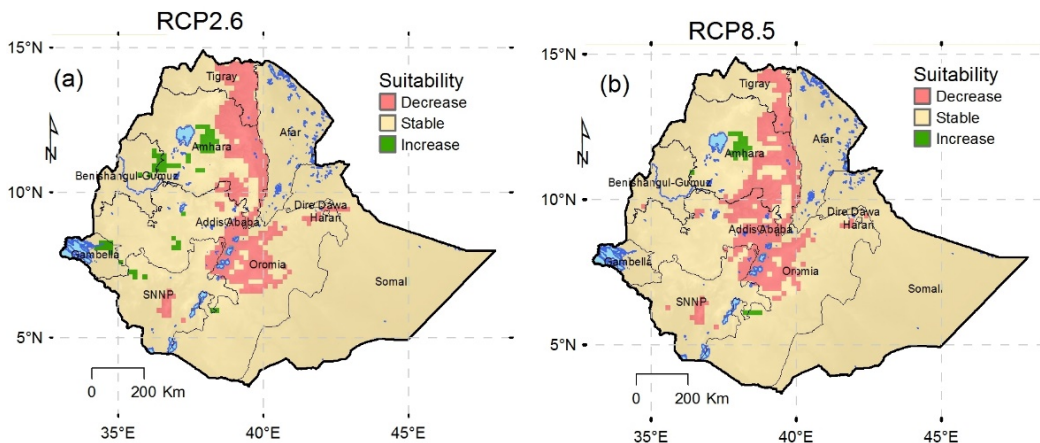 RCP2.6
15°N
(a)
Suitability
Decrease
Stable
Increase
Tigray
Afar
Amhara
N
Benishangul-Gumuz
10°N
Dire Dawa
Harari
Addis Ababa
Gambella
Oromia
Somal
SNNP
5°N
0 200 Km
35°E 40°E 45°E
RCP8.5
15°N
(b)
Suitability
Decrease
Stable
Increase
Tigray
Afar
Amhara
N
Benishangul-Gumuz
10°N
Dire Dawa
Harari
Addis Ababa
Gambella
Oromia
Somal
SNNP
5°N
0 200 Km
35°E 40°E 45°E